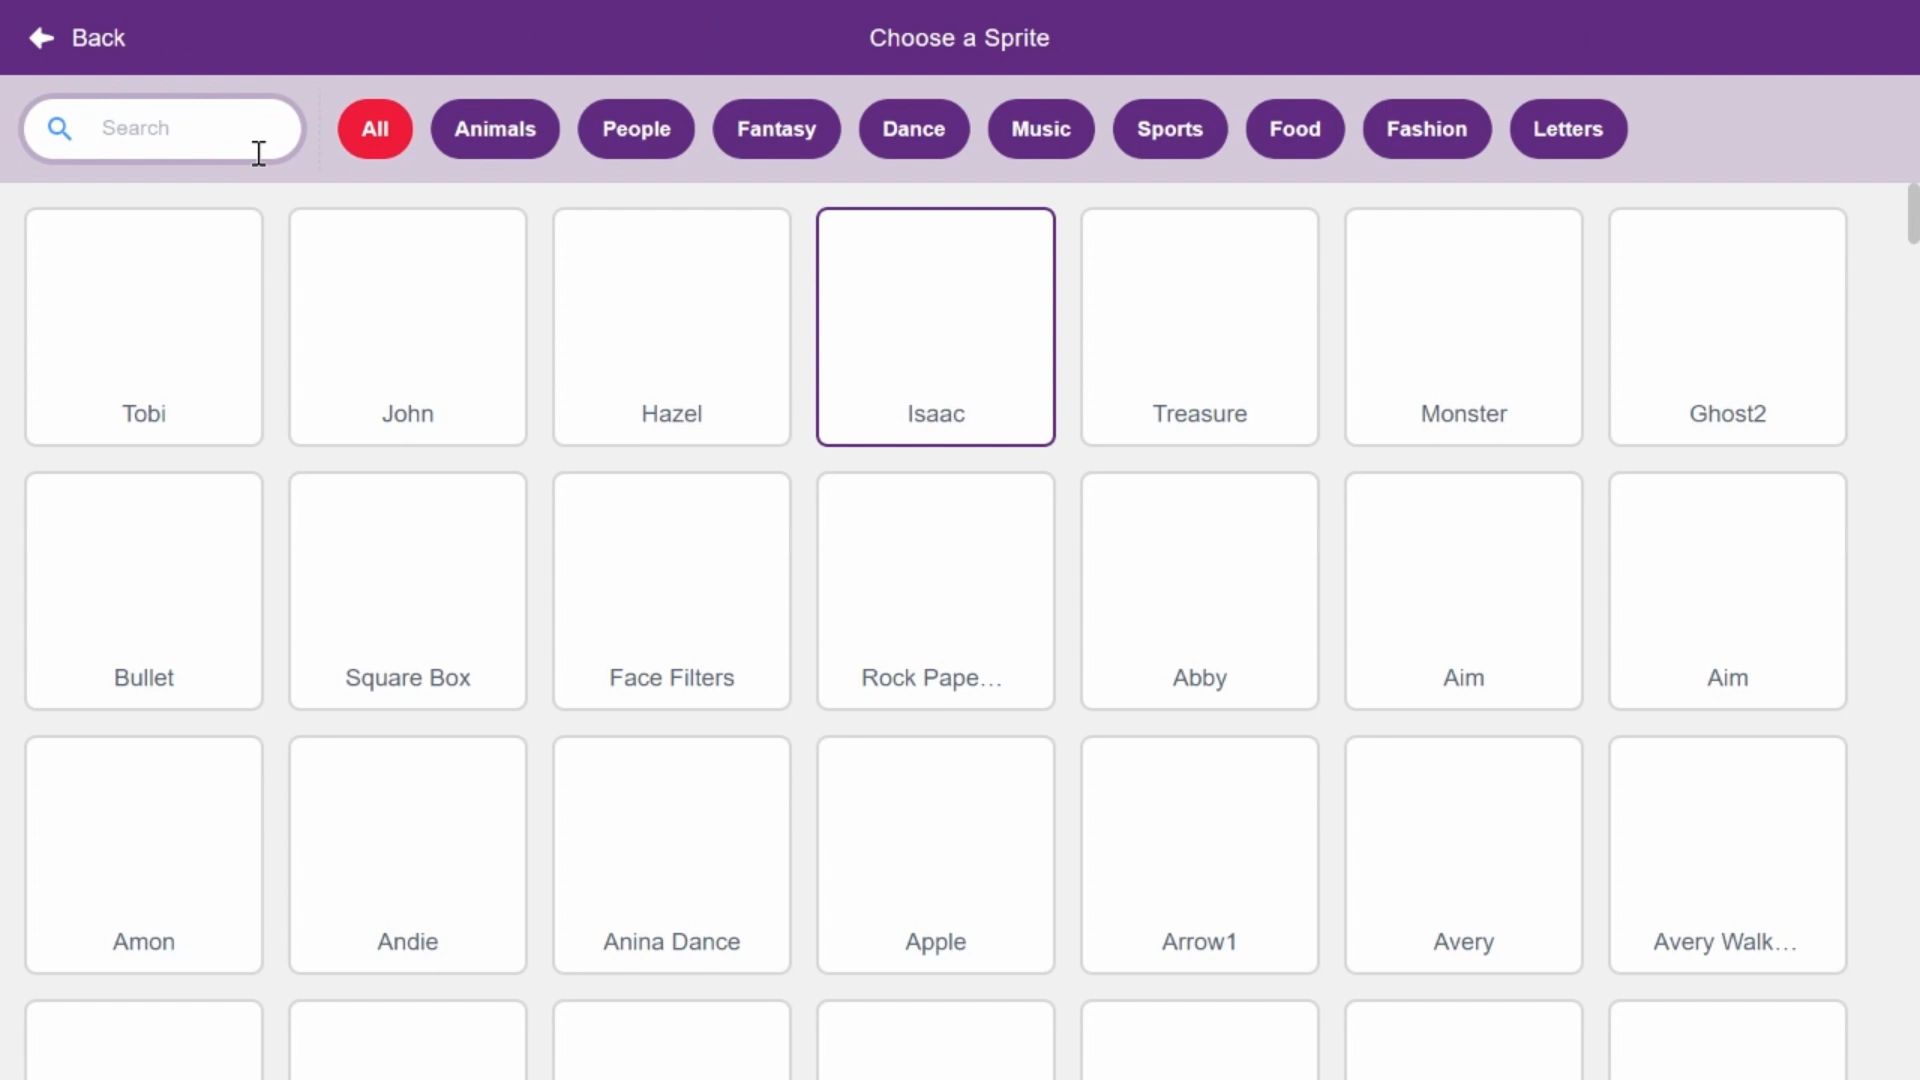 Back
Choose a Sprite
Search
All
Animals
People
Fantasy
Dance
Music
Sports
Food
Fashion
Letters
Tobi
John
Hazel
Isaac
Treasure
Monster
Ghost2
Bullet
Square Box
Face Filters
Rock Pape...
Abby
Aim
Aim
Amon
Andie
Anina Dance
Apple
Arrow1
Avery
Avery Walk...